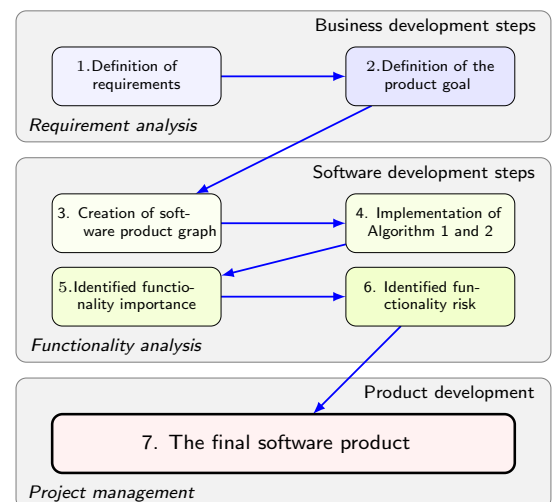 Business development steps
1.Definition of
requirements
2.Definition of the
product goal
Requirement analysis
Software development steps
3. Creation of soft-
ware product graph
4. Implementation of
Algorithm 1 and 2
5.Identified functio-
nality importance
6. Identified fun-
ctionality risk
Functionality analysis
Product development
7. The final software product
Project management